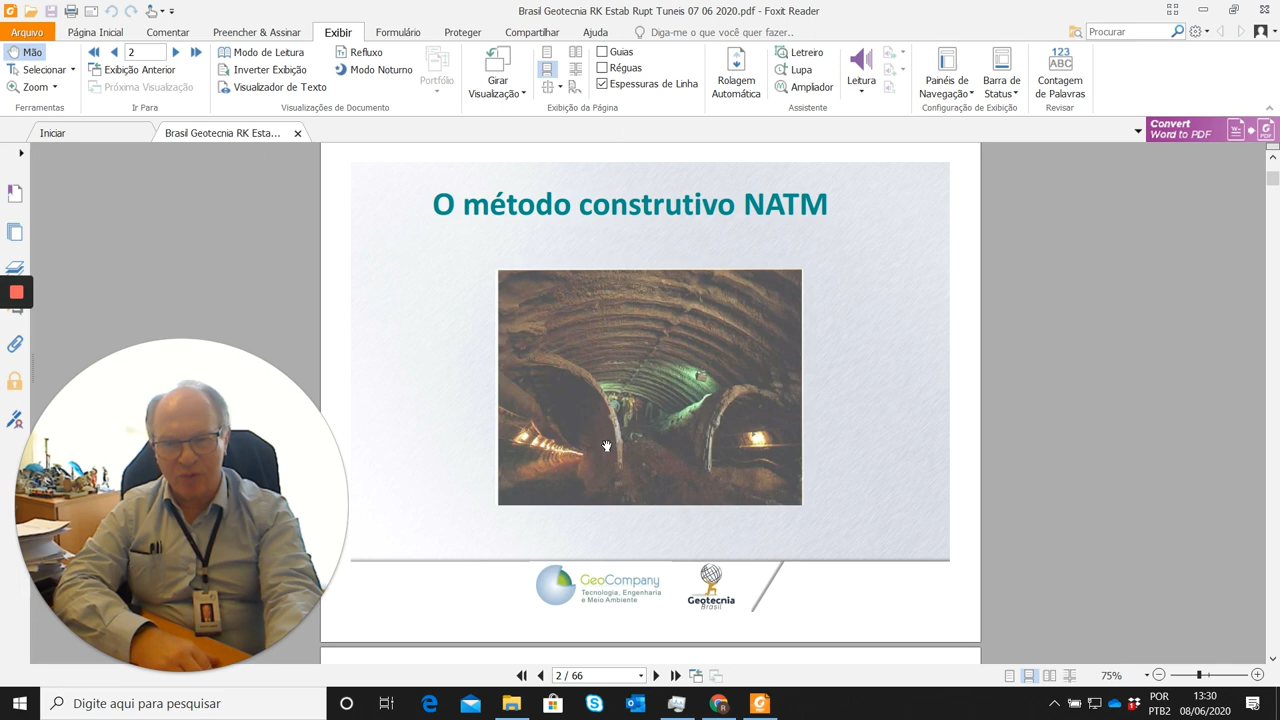 Brasil Geotecnia RK Estab Rupt Tuneis 07 06 2020.pdf - Foxit Reader
Arquivo Página Inicial Comentar Preencher & Assinar Exibir Formulário Proteger Compartilhar Ajuda Diga-me o que você quer fazer.. Procurar
Mão 2 Modo de Leitura Refluxo Guias Letreiro 123
Selecionar Exibição Anterior Inverter Exibição Modo Noturno Réguas Lupa ABC
Zoom Próxima Visualização Visualizador de Texto Portfólio Girar Visualização Espessuras de Linha Rolagem Automática Ampliador Leitura Painéis de Navegação Barra de Status Contagem de Palavras
Ferramentas Ir Para Visualizações de Documento Exibição da Página Assistente Configuração de Exibição Revisar
Iniciar Brasil Geotecnia RK Esta... Convert
Word to PDF PDF
O método construtivo NATM
GeoCompany
Tecnologia, Engenharia
e Meio Ambiente
Geotecnia
Brasil
2 / 66 75%
Digite aqui para pesquisar POR 13:30
PTB2 08/06/2020